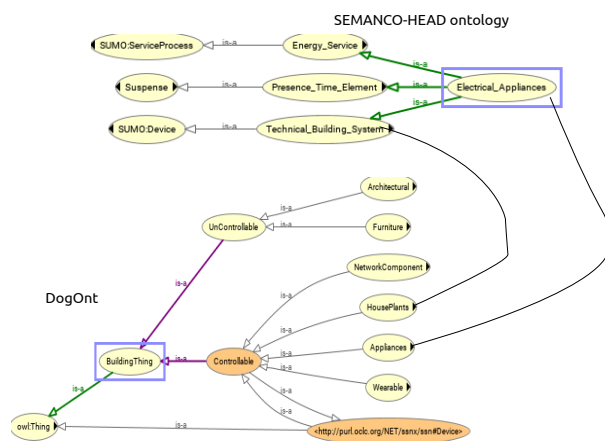 SEMANCO-HEAD ontology
SUMO:ServiceProcess is-a Energy_Service
is-a
Suspense is-a Presence_Time_Element is-a Electrical_Appliances
is-a
SUMO:Device is-a Technical_Building_System
Architectural
is-a
UnControllable is-a Furniture
NetworkComponent
is-a
is-a
DogOnt
HousePlants
is-a
Appliances
is-a
BuildingThing is-a Controllable
is-a
Wearable
is-a
is-a
is-a
owl:Thing is-a <http://purl.oclc.org/NET/ssnx/ssn#Device>